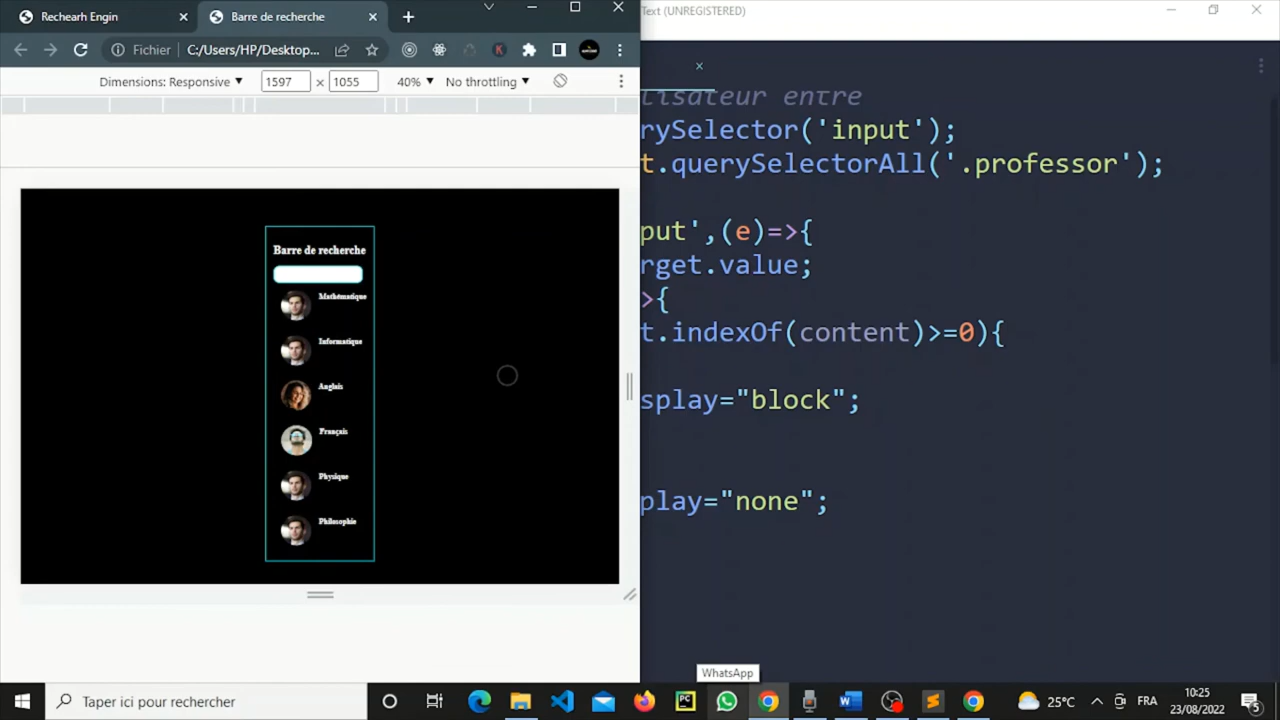 Rechearh Engin
Barre de recherche
Text (UNREGISTERED)
Fichier
C:/Users/HP/Desktop...
Dimensions: Responsive
1597 × 1055
40%
No throttling
lisateur entre
rySelector('input');
t.querySelectorAll('.professor');
put',(e)=>{
rget.value;
>{
t.indexOf(content)>=0){
splay="block";
play="none";
Barre de recherche
Mathématique
Informatique
Anglais
Français
Physique
Philosophie
WhatsApp
Taper ici pour rechercher
25°C
FRA
10:25
23/08/2022
5